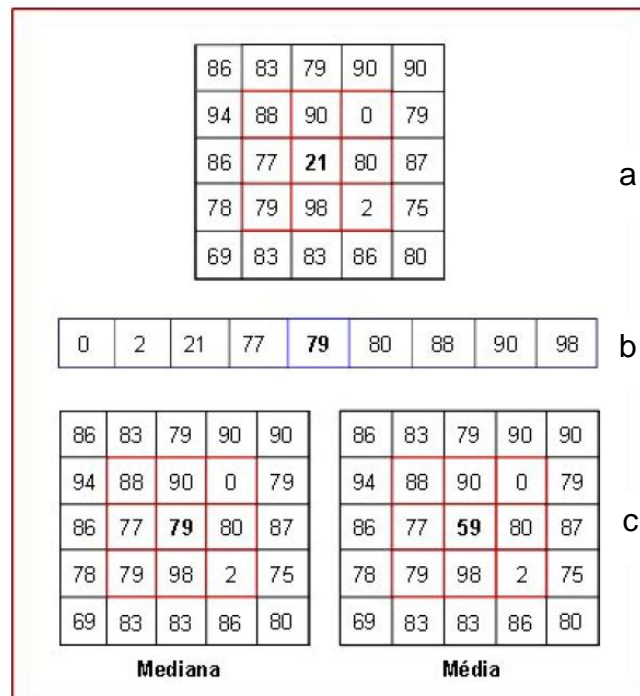 86 83 79 90 90
94 88 90 0 79
86 77 21 80 87
a
78 79 98 2 75
69 83 83 86 80
0 2 21 77 79 80 88 90 98
b
86 83 79 90 90
94 88 90 0 79
86 77 79 80 87
78 79 98 2 75
69 83 83 86 80
Mediana
86 83 79 90 90
94 88 90 0 79
86 77 59 80 87
c
78 79 98 2 75
69 83 83 86 80
Média